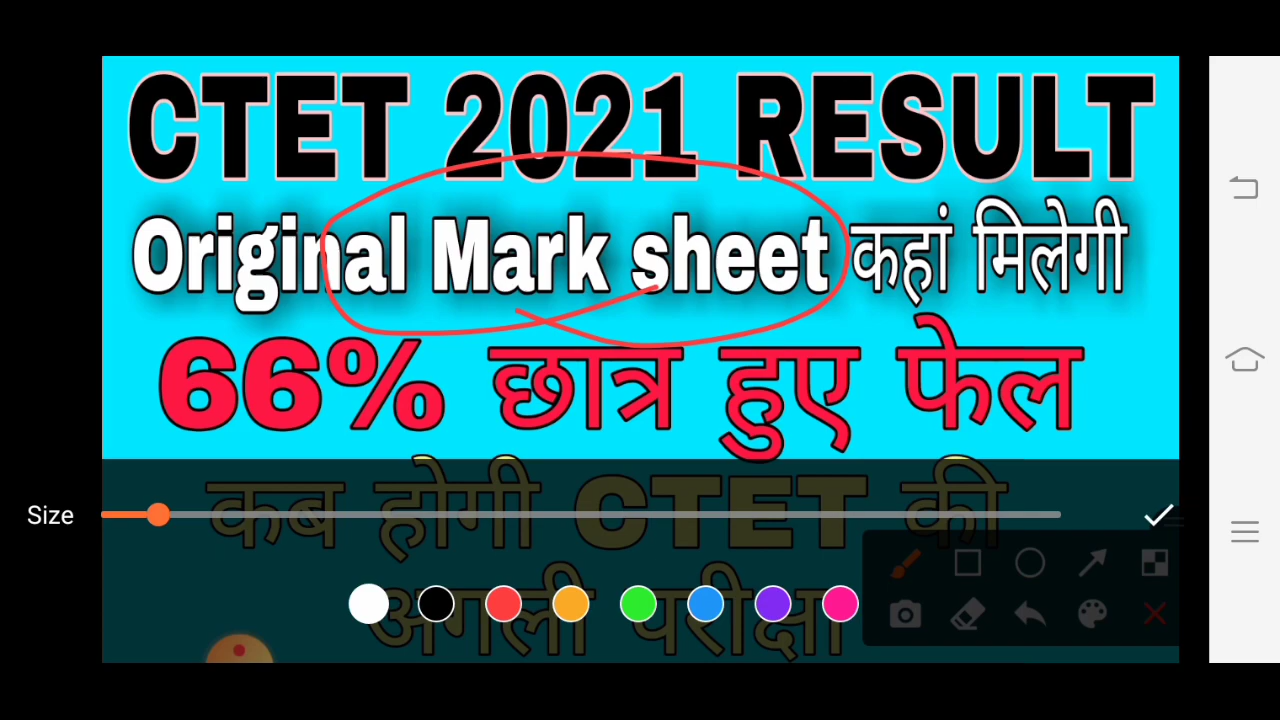 CTET 2021 RESULT
Original Mark sheet कहां मिलेगी
66% छात्र हुए फेल
कब होगी CTET की
Size
अगली परीक्षा